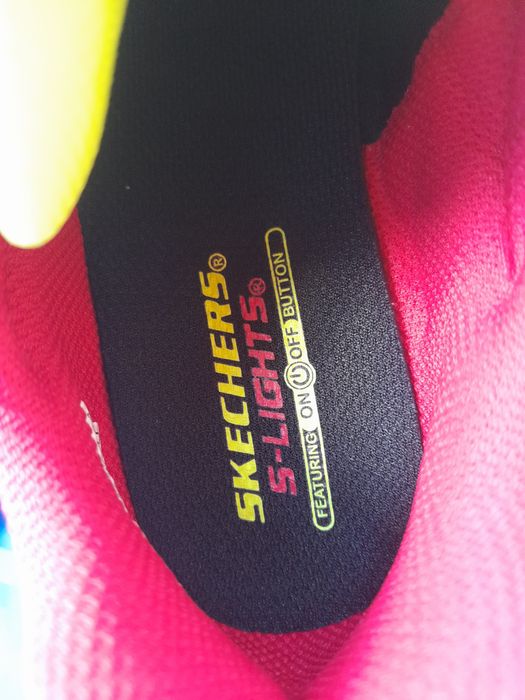 SKECHERS®
S-LIGHTS®
FEATURING ON OFF BUTTON